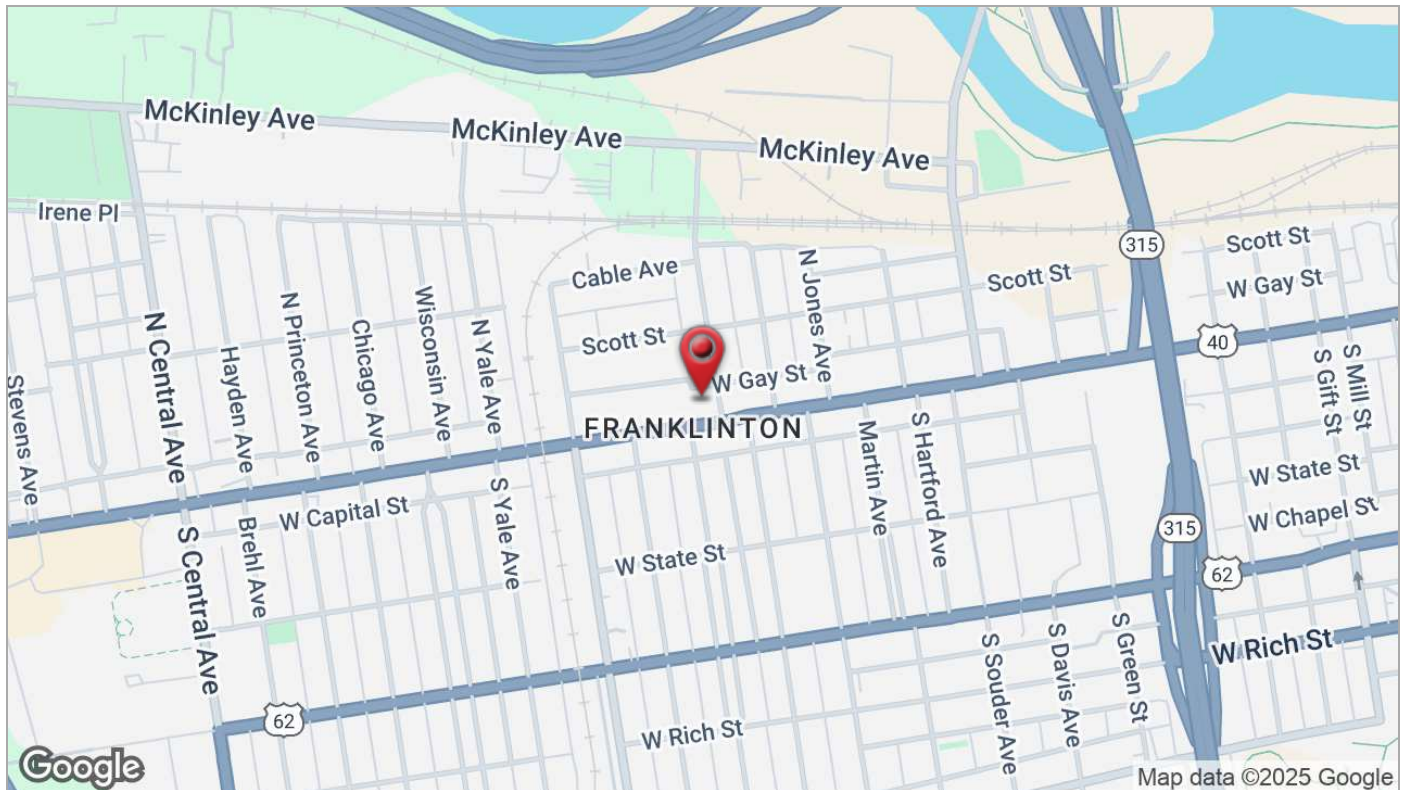 McKinley Ave
McKinley Ave
McKinley Ave
Irene Pl
315
Scott St
W Gay St
Cable Ave
N Jones Ave
Scott St
40
N Central Ave
Hayden Ave
N Princeton Ave
Chicago Ave
Wisconsin Ave
N Yale Ave
Scott St
W Gay St
S Gift St
S Mill St
Stevens Ave
FRANKLINTON
Martin Ave
S Hartford Ave
W State St
W Chapel St
W Capital St
S Yale Ave
Brehl Ave
S Central Ave
W State St
315
62
S Souder Ave
S Davis Ave
S Green St
W Rich St
62
W Rich St
Google
Map data ©2025 Google